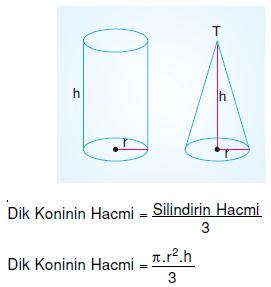 T
h
h
r
r
Dik Koninin Hacmi = Silindirin Hacmi / 3
Dik Koninin Hacmi = π.r².h / 3